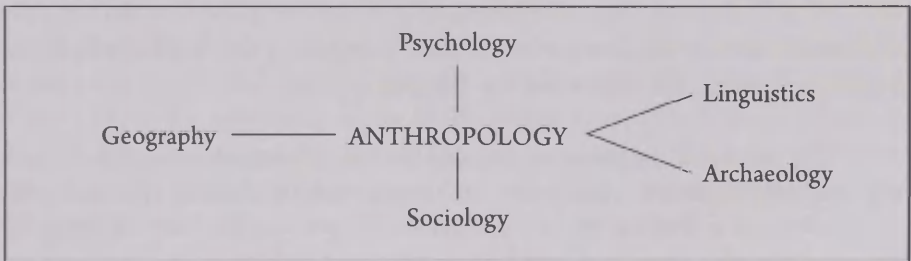 Psychology
Linguistics
Geography
ANTHROPOLOGY
Archaeology
Sociology